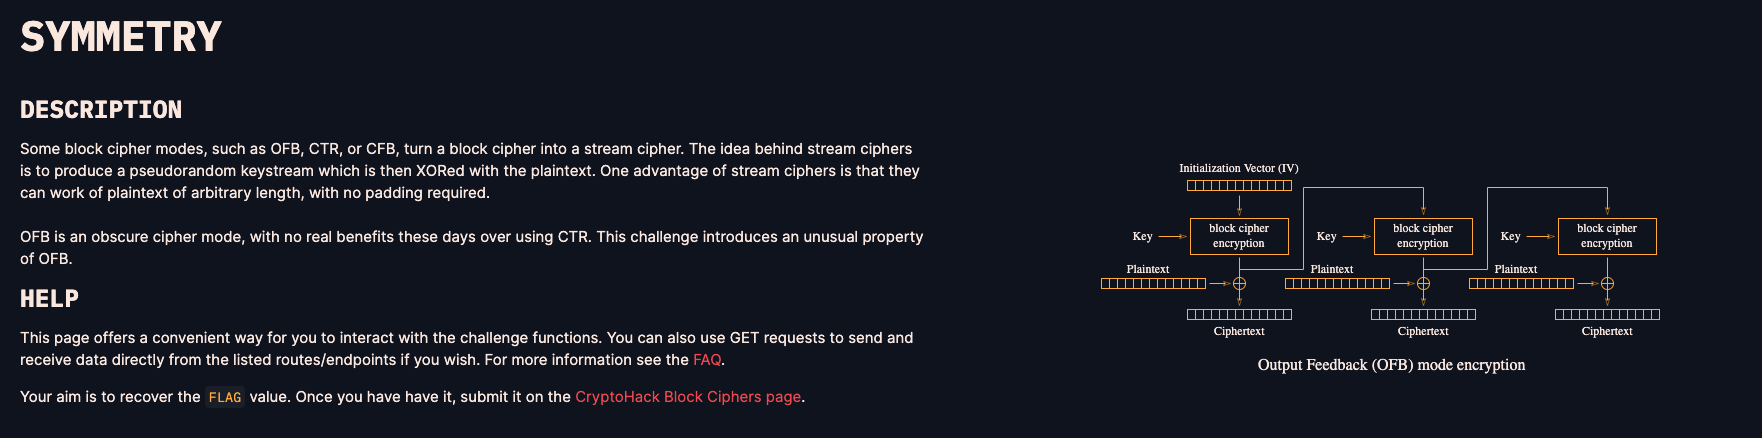 SYMMETRY
DESCRIPTION
Some block cipher modes, such as OFB, CTR, or CFB, turn a block cipher into a stream cipher. The idea behind stream ciphers
is to produce a pseudorandom keystream which is then XORed with the plaintext. One advantage of stream ciphers is that they
can work of plaintext of arbitrary length, with no padding required.
OFB is an obscure cipher mode, with no real benefits these days over using CTR. This challenge introduces an unusual property
of OFB.
HELP
This page offers a convenient way for you to interact with the challenge functions. You can also use GET requests to send and
receive data directly from the listed routes/endpoints if you wish. For more information see the FAQ.
Your aim is to recover the FLAG value. Once you have have it, submit it on the CryptoHack Block Ciphers page.
Initialization Vector (IV)
Key
block cipher
encryption
Key
block cipher
encryption
Key
block cipher
encryption
Plaintext
Plaintext
Plaintext
Ciphertext
Ciphertext
Ciphertext
Output Feedback (OFB) mode encryption